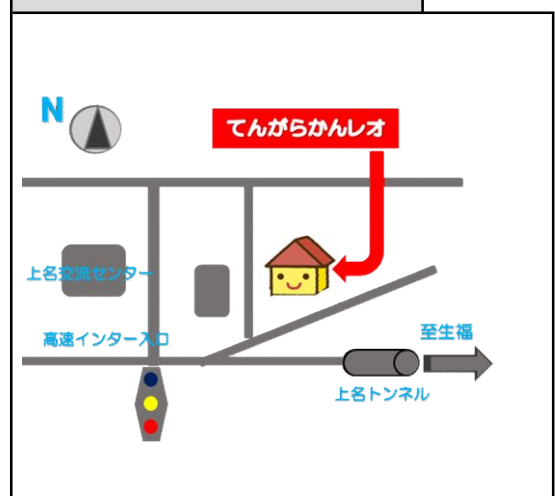 N
てんがらかんレオ
上名交流センター
高速インター入口
至生福
上名トンネル